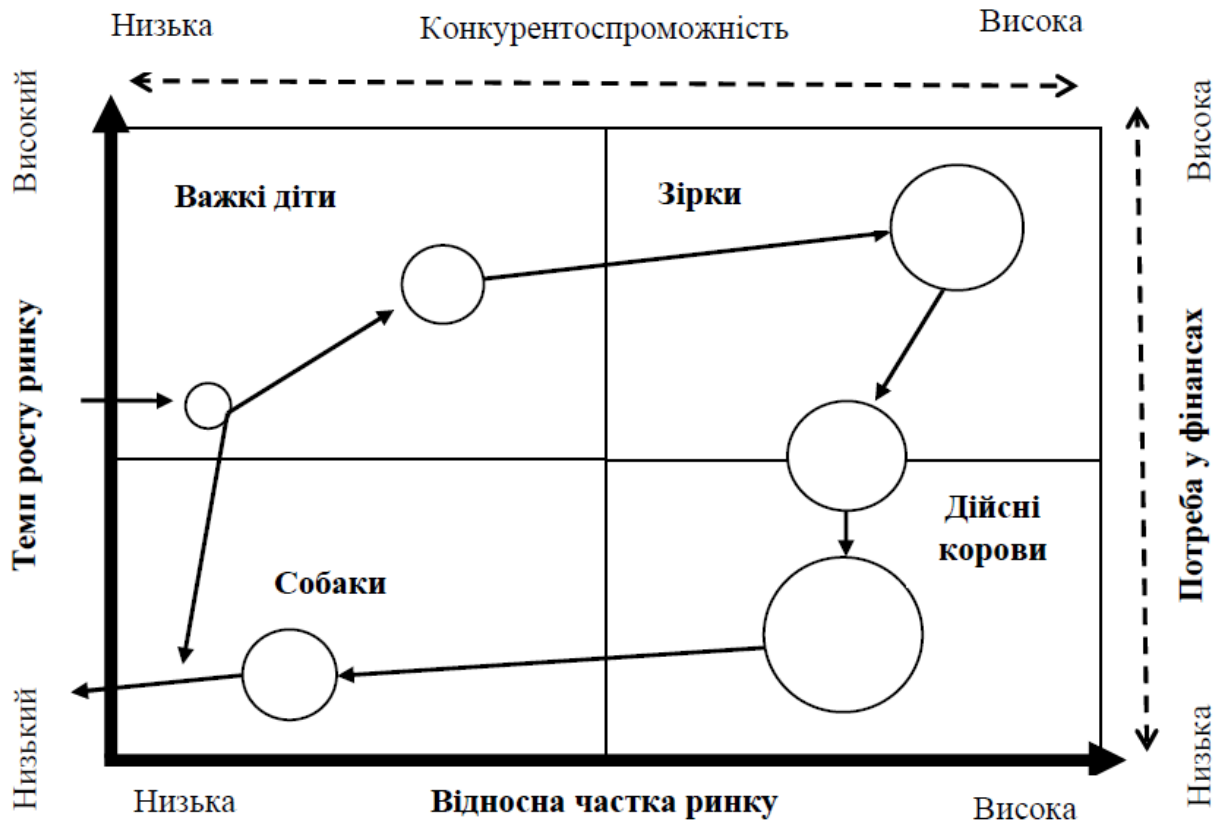 Низька
Конкурентоспроможність
Висока
Високий
Висока
Важкі діти
Зірки
Темп росту ринку
Потреба у фінансах
Дійсні
корови
Собаки
Низький
Низька
Низька
Відносна частка ринку
Висока